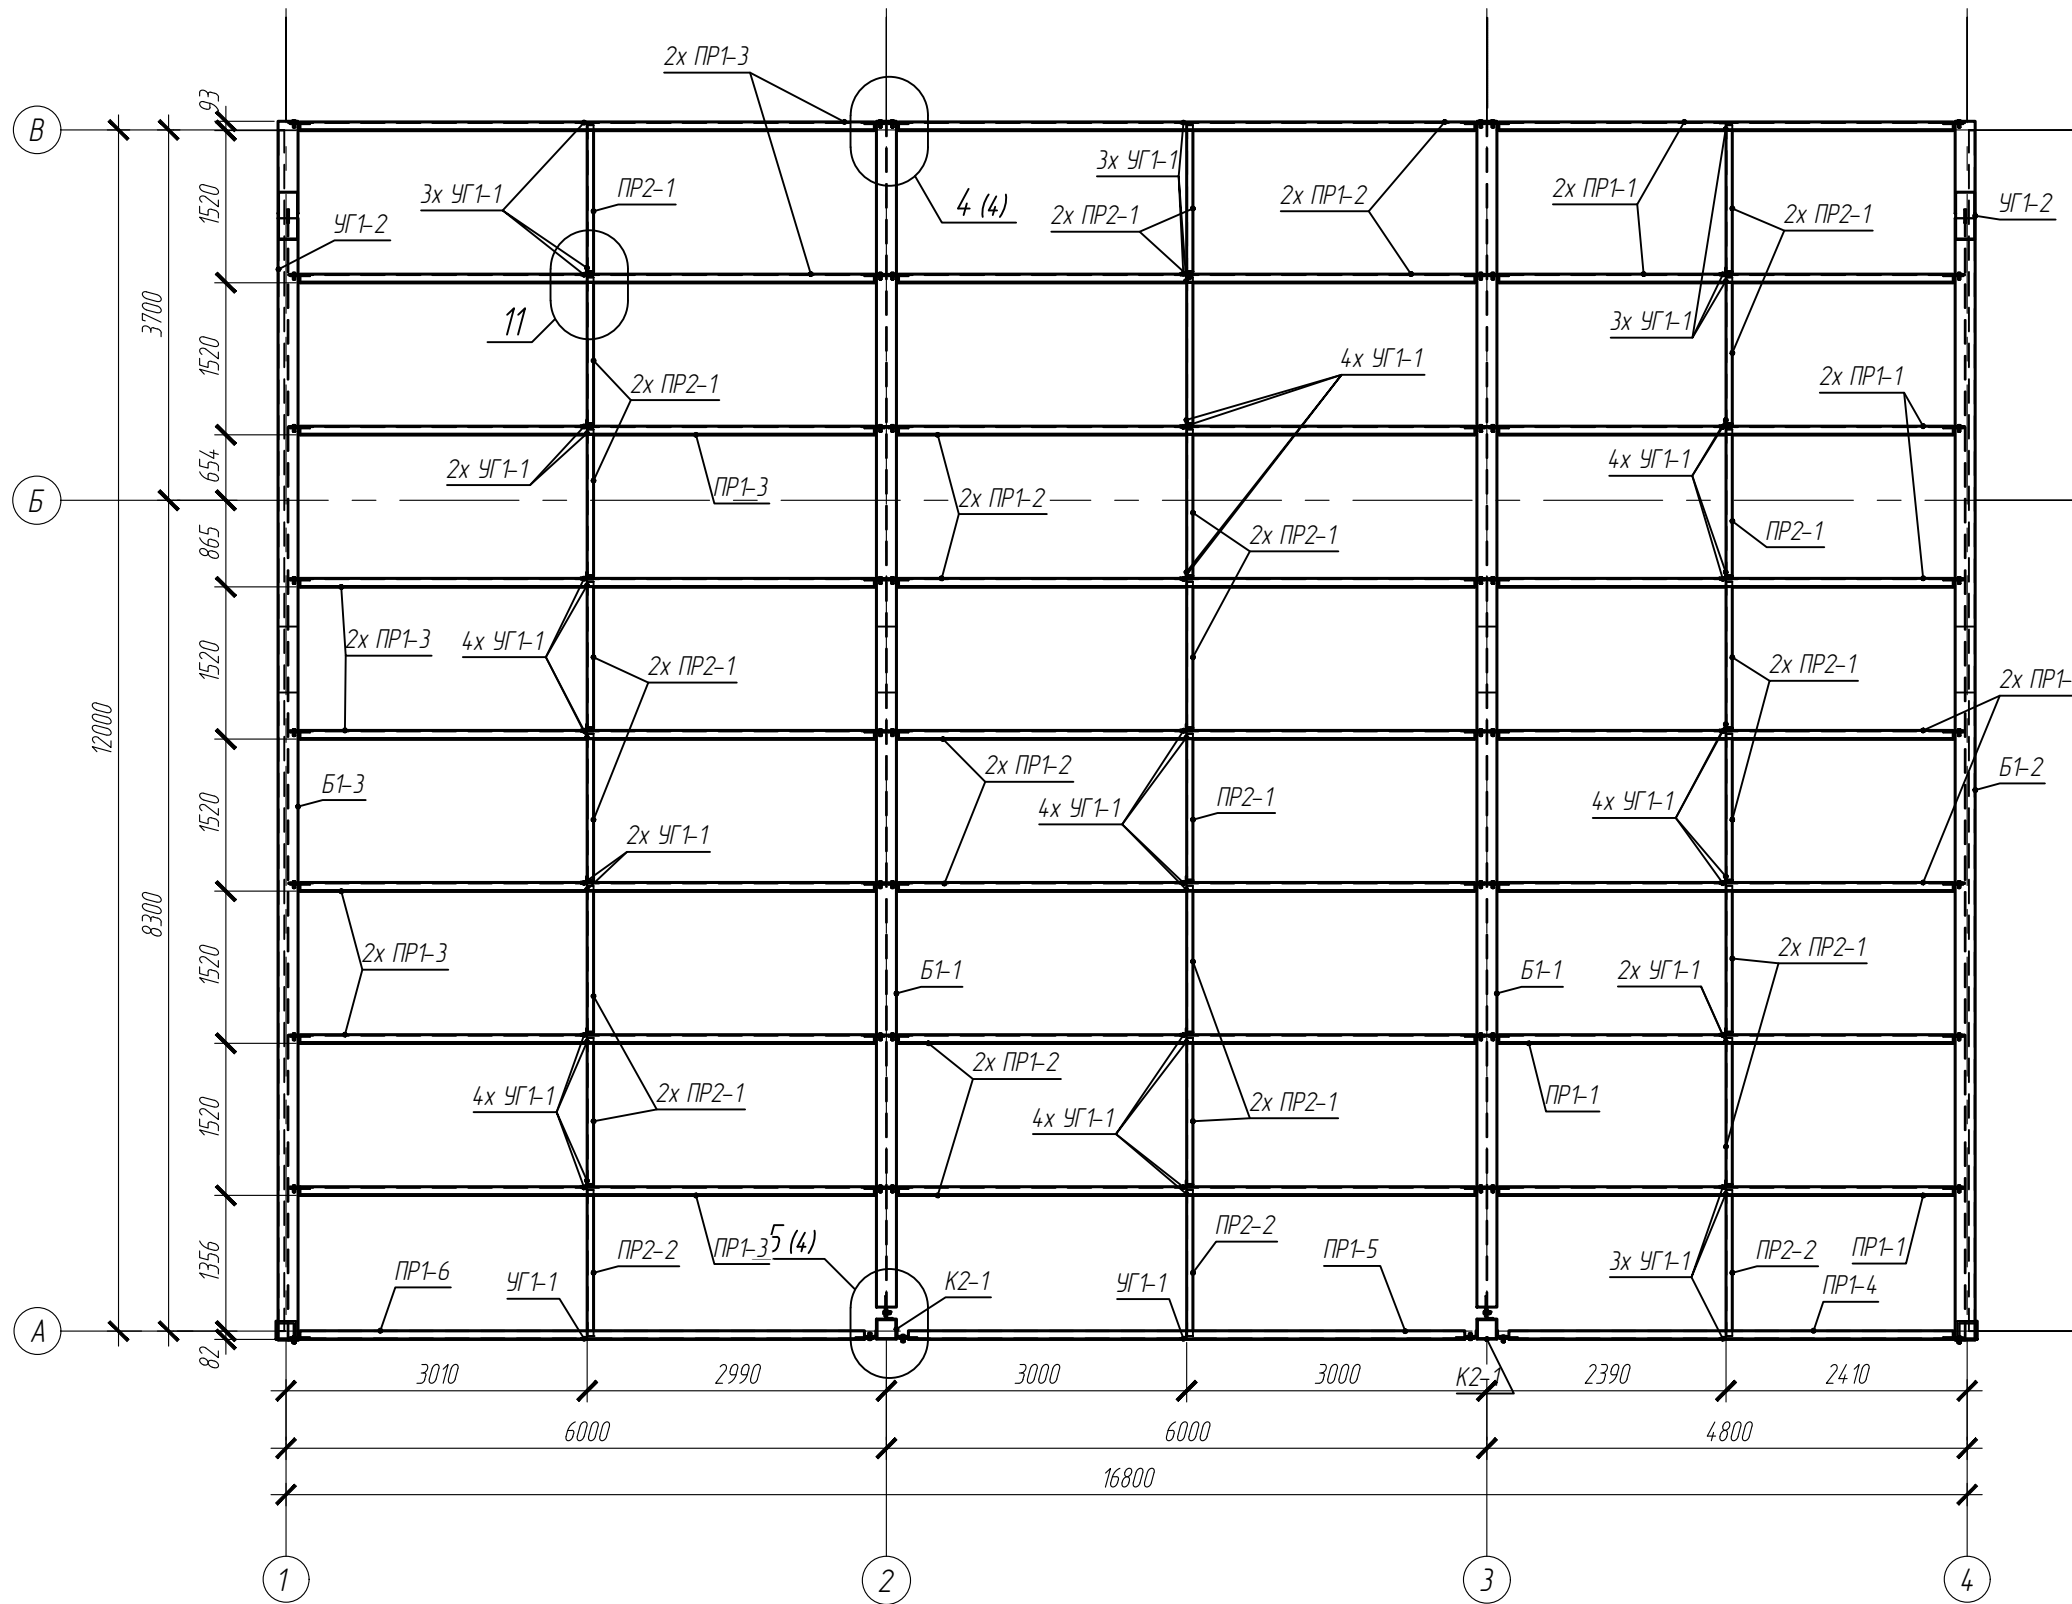 2х ПР1-3
93
В
3х УГ1-1
2х ПР1-1
3х УГ1-1
ПР2-1
2х ПР1-2
1520
4 (4)
2х ПР2-1
2х ПР2-1
УГ1-2
УГ1-2
3700
11
3х УГ1-1
1520
4х УГ1-1
2х ПР2-1
2х ПР1-1
654
2х УГ1-1
4х УГ1-1
ПР1-3
2х ПР1-2
Б
865
2х ПР2-1
ПР2-1
1520
2х ПР1-3
4х УГ1-1
2х ПР2-1
2х ПР2-1
2х ПР1-
12000
2х ПР1-2
Б1-2
Б1-3
1520
4х УГ1-1
ПР2-1
4х УГ1-1
2х УГ1-1
8300
1520
2х ПР1-3
2х ПР2-1
Б1-1
Б1-1
2х УГ1-1
2х ПР1-2
1520
4х УГ1-1
2х ПР2-1
4х УГ1-1
2х ПР2-1
ПР1-1
1356
ПР2-2
ПР1-3
5 (4)
ПР2-2
ПР1-5
3х УГ1-1
ПР2-2
ПР1-1
ПР1-6
УГ1-1
К2-1
УГ1-1
ПР1-4
А
82
3010
2990
3000
3000
К2-1
2390
2410
6000
6000
4800
16800
1
2
3
4